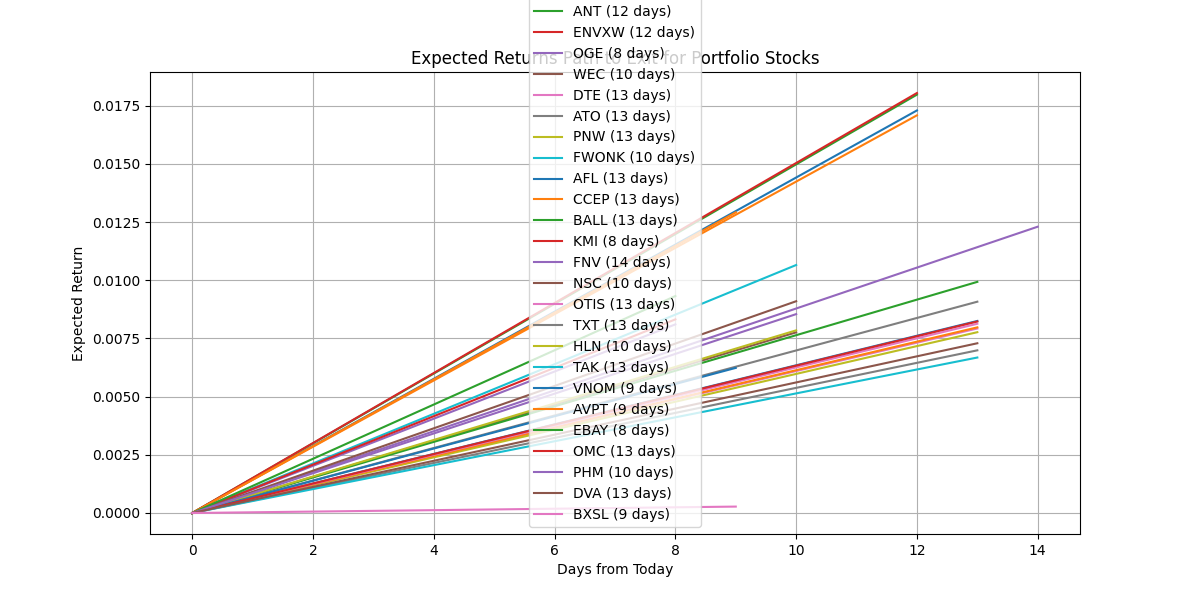 ANT (12 days)
ENVXW (12 days)
OGE (8 days)
Expected Returns Path to Exit for Portfolio Stocks
WEC (10 days)
DTE (13 days)
ATO (13 days)
PNW (13 days)
FWONK (10 days)
AFL (13 days)
CCEP (13 days)
BALL (13 days)
KMI (8 days)
FNV (14 days)
NSC (10 days)
OTIS (13 days)
TXT (13 days)
HLN (10 days)
TAK (13 days)
VNOM (9 days)
AVPT (9 days)
EBAY (8 days)
OMC (13 days)
PHM (10 days)
DVA (13 days)
BXSL (9 days)
Expected Return
0.0175
0.0150
0.0125
0.0100
0.0075
0.0050
0.0025
0.0000
0 2 4 6 8 10 12 14
Days from Today